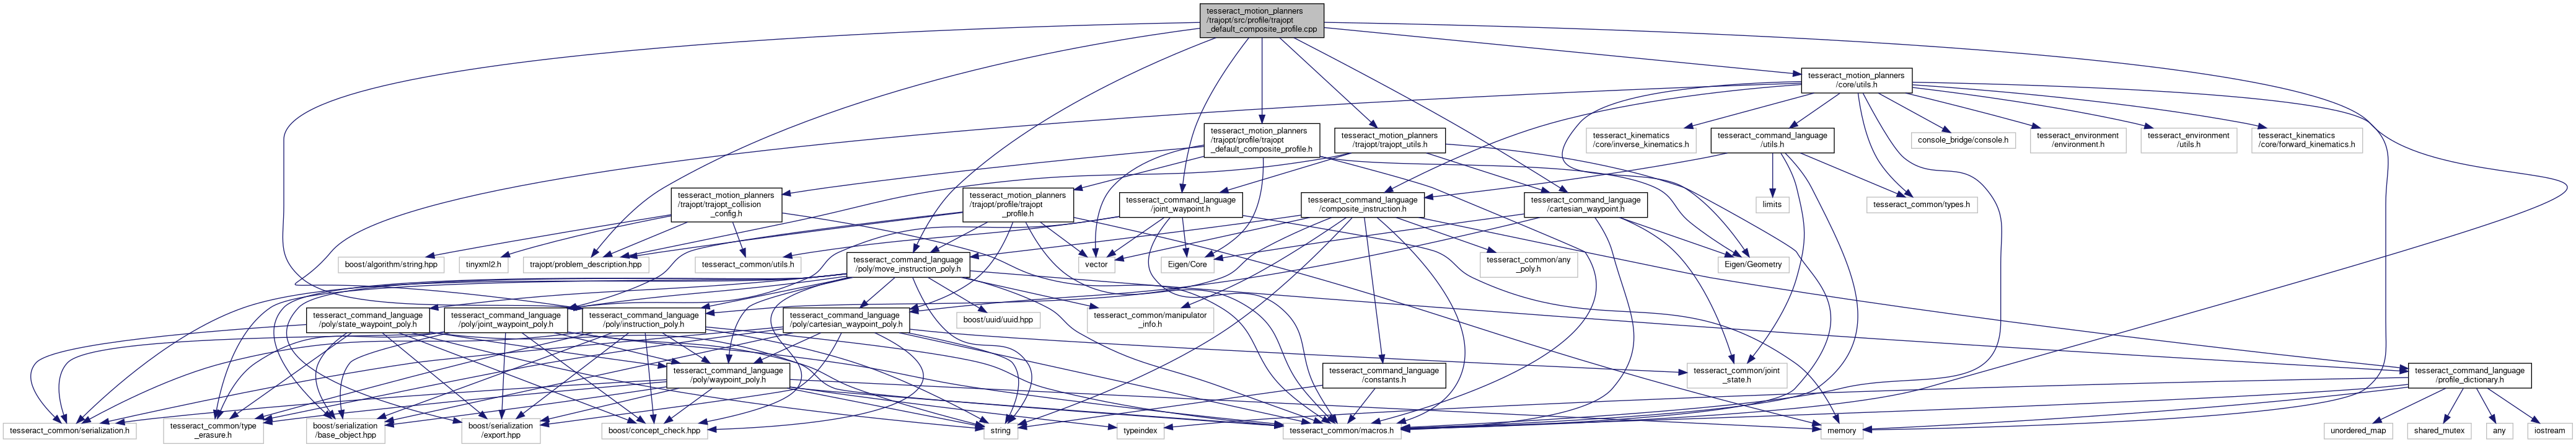 tesseract_motion_planners
/trajopt/src/profile/trajopt
_default_composite_profile.cpp
tesseract_motion_planners
/core/utils.h
tesseract_motion_planners
/trajopt/profile/trajopt
_default_composite_profile.h
tesseract_motion_planners
/trajopt/trajopt_utils.h
tesseract_kinematics
/core/inverse_kinematics.h
tesseract_command_language
/utils.h
console_bridge/console.h
tesseract_environment
/environment.h
tesseract_environment
/utils.h
tesseract_kinematics
/core/forward_kinematics.h
tesseract_motion_planners
/trajopt/trajopt_collision
_config.h
tesseract_motion_planners
/trajopt/profile/trajopt
_profile.h
tesseract_command_language
/joint_waypoint.h
tesseract_command_language
/composite_instruction.h
tesseract_command_language
/cartesian_waypoint.h
limits
tesseract_common/types.h
boost/algorithm/string.hpp
tinyxml2.h
trajopt/problem_description.hpp
tesseract_common/utils.h
tesseract_command_language
/poly/move_instruction_poly.h
vector
Eigen/Core
tesseract_common/any
_poly.h
Eigen/Geometry
tesseract_command_language
/poly/state_waypoint_poly.h
tesseract_command_language
/poly/joint_waypoint_poly.h
tesseract_command_language
/poly/instruction_poly.h
tesseract_command_language
/poly/cartesian_waypoint_poly.h
boost/uuid/uuid.hpp
tesseract_common/manipulator
_info.h
tesseract_command_language
/poly/waypoint_poly.h
tesseract_command_language
/constants.h
tesseract_common/joint
_state.h
tesseract_command_language
/profile_dictionary.h
tesseract_common/serialization.h
tesseract_common/type
_erasure.h
boost/serialization
/base_object.hpp
boost/serialization
/export.hpp
boost/concept_check.hpp
string
typeindex
tesseract_common/macros.h
memory
unordered_map
shared_mutex
any
iostream